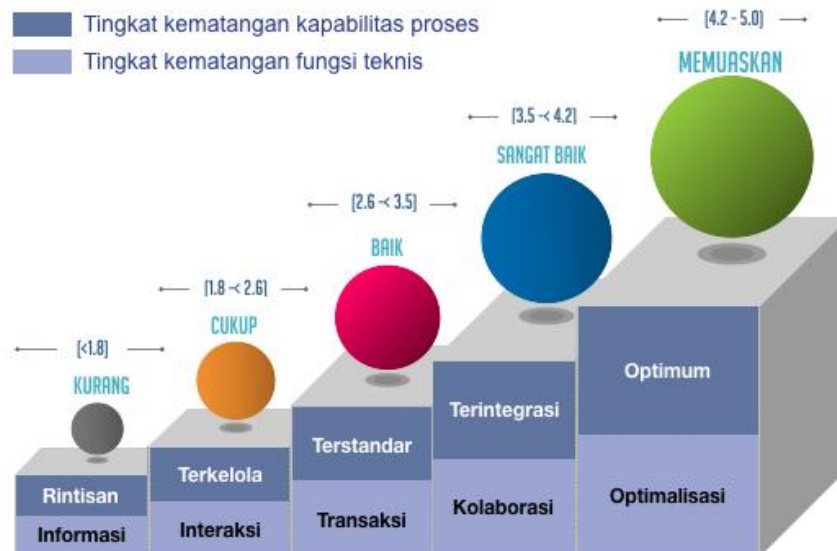 Tingkat kematangan kapabilitas proses
Tingkat kematangan fungsi teknis
(4.2 - 5.0)
MEMUASKAN
(3.5 -< 4.2)
SANGAT BAIK
(2.6 -< 3.5)
BAIK
(1.8 -< 2.6)
CUKUP
(<1.8)
KURANG
Rintisan
Terkelola
Terstandar
Terintegrasi
Optimum
Informasi
Interaksi
Transaksi
Kolaborasi
Optimalisasi